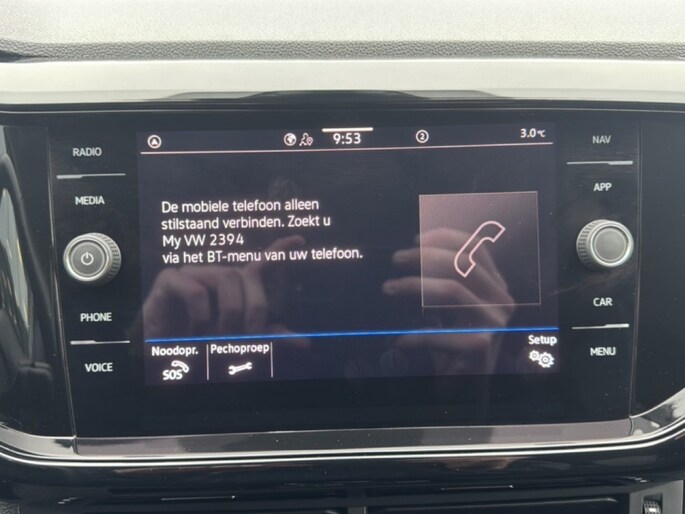 RADIO
MEDIA
PHONE
VOICE
9:53
2
3.0°C
De mobiele telefoon alleen
stilstaand verbinden. Zoekt u
My VW 2394
via het BT-menu van uw telefoon.
Noodopr.
SOS
Pechoproep
Setup
NAV
APP
CAR
MENU